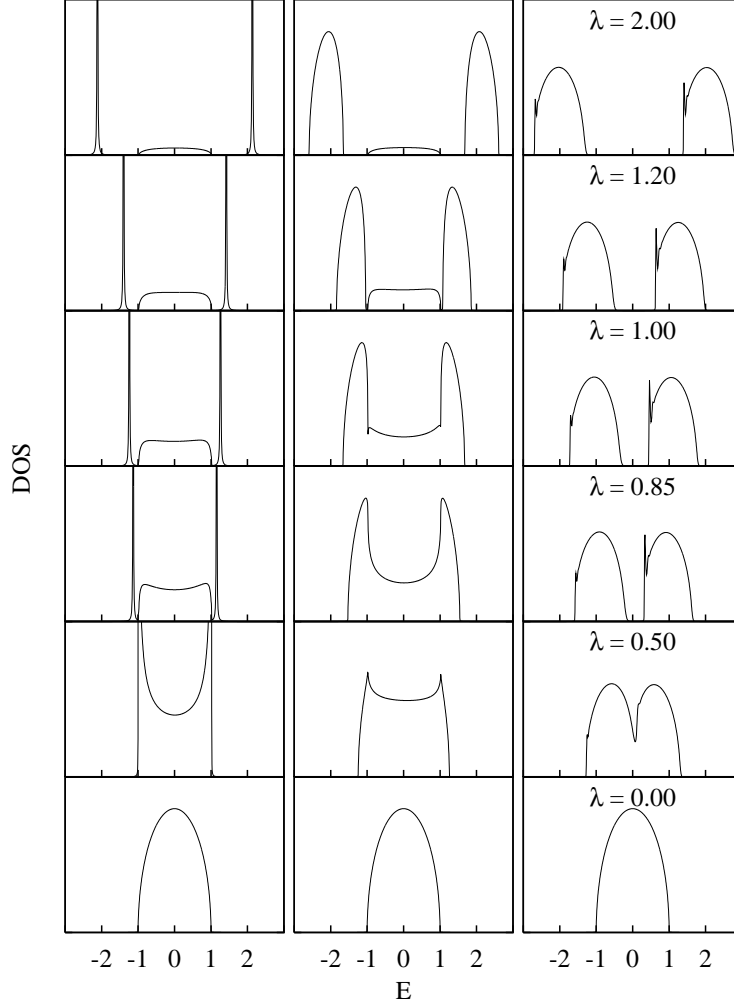 λ = 2.00
λ = 1.20
λ = 1.00
DOS
λ = 0.85
λ = 0.50
λ = 0.00
-2 -1 0 1 2 -2 -1 0 1 2 -2 -1 0 1 2
E